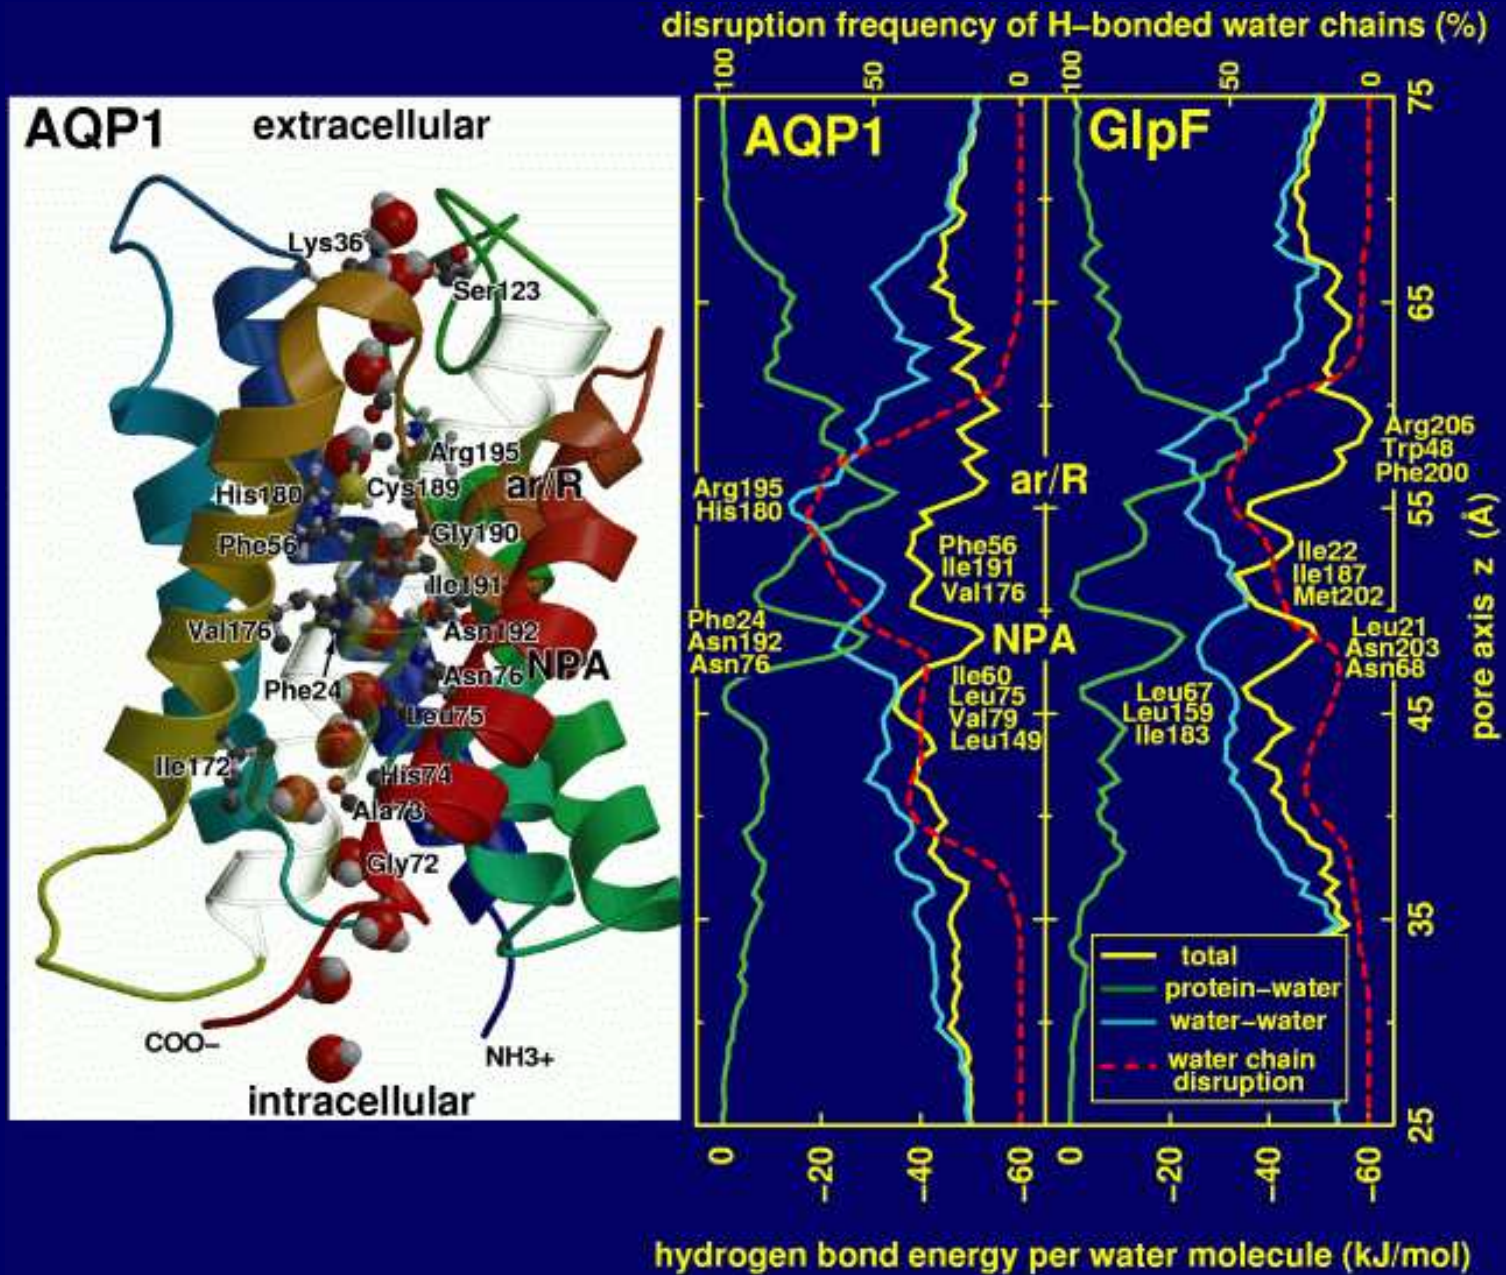 disruption frequency of H-bonded water chains (%)
100
50
0
100
50
0
AQP1
extracellular
Lys36
Ser123
Arg195
His180
Cys189
ar/R
Phe56
Gly190
Ile191
Val176
Asn192
NPA
Asn76
Phe24
Leu75
Ile172
His74
Ala73
Gly72
COO-
NH3+
intracellular
AQP1
Arg195
His180
ar/R
Phe56
Ile191
Val176
Phe24
Asn192
Asn76
NPA
Ile60
Leu75
Val79
Leu149
GlpF
Arg206
Trp48
Phe200
Ile22
Ile187
Met202
Leu21
Asn203
Asn68
Leu67
Leu159
Ile183
total
protein-water
water-water
water chain
disruption
75
65
55
45
35
25
pore axis z (Å)
0
-20
-40
-60
0
-20
-40
-60
hydrogen bond energy per water molecule (kJ/mol)